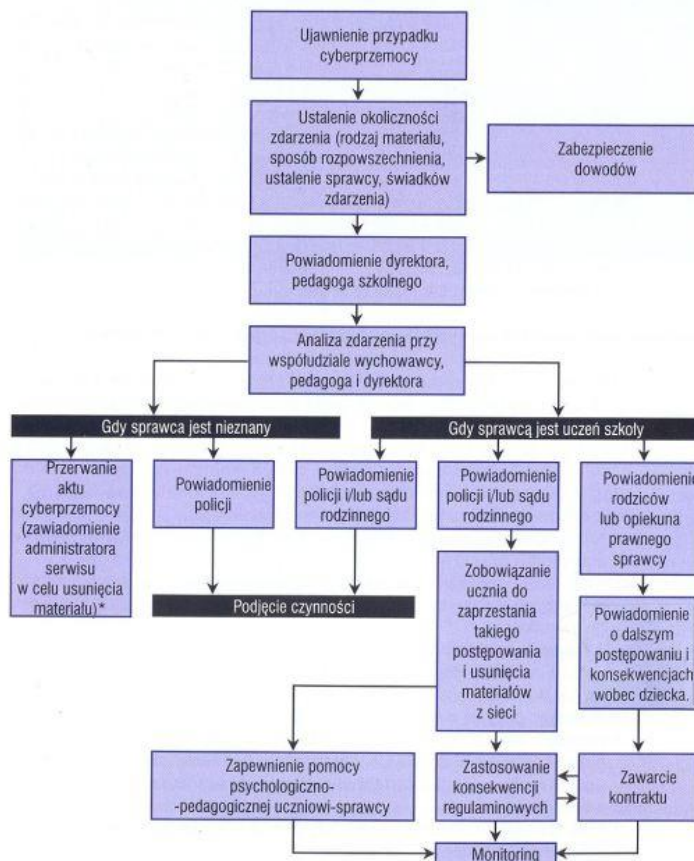 Ujawnienie przypadku
cyberprzemocy
Ustalenie okoliczności
zdarzenia (rodzaj materiału,
sposób rozpowszechnienia,
ustalenie sprawcy, świadków
zdarzenia)
Zabezpieczenie
dowodów
Powiadomienie dyrektora,
pedagoga szkolnego
Analiza zdarzenia przy
współudziale wychowawcy,
pedagoga i dyrektora
Gdy sprawca jest nieznany
Gdy sprawcą jest uczeń szkoły
Przerwanie
aktu
cyberprzemocy
(zawiadomienie
administratora
serwisu
w celu usunięcia
materiału)*
Powiadomienie
policji
Powiadomienie
policji i/lub sądu
rodzinnego
Powiadomienie
policji i/lub sądu
rodzinnego
Powiadomienie
rodziców
lub opiekuna
prawnego
sprawcy
Podjęcie czynności
Zobowiązanie
ucznia do
zaprzestania
takiego
postępowania
i usunięcia
materiałów
z sieci
Powiadomienie
o dalszym
postępowaniu i
konsekwencjach
wobec dziecka.
Zapewnienie pomocy
psychologiczno-
-pedagogicznej uczniowi-sprawcy
Zastosowanie
konsekwencji
regulaminowych
Zawarcie
kontraktu
Monitoring